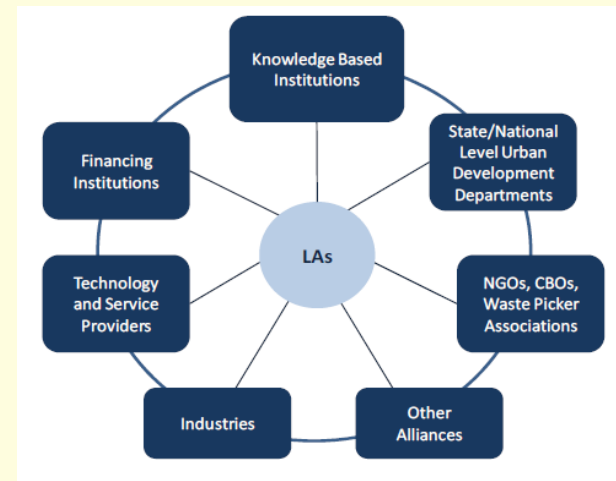 Knowledge Based
Institutions
State/National
Level Urban
Development
Departments
Financing
Institutions
LAs
Technology
and Service
Providers
NGOs, CBOs,
Waste Picker
Associations
Industries
Other
Alliances